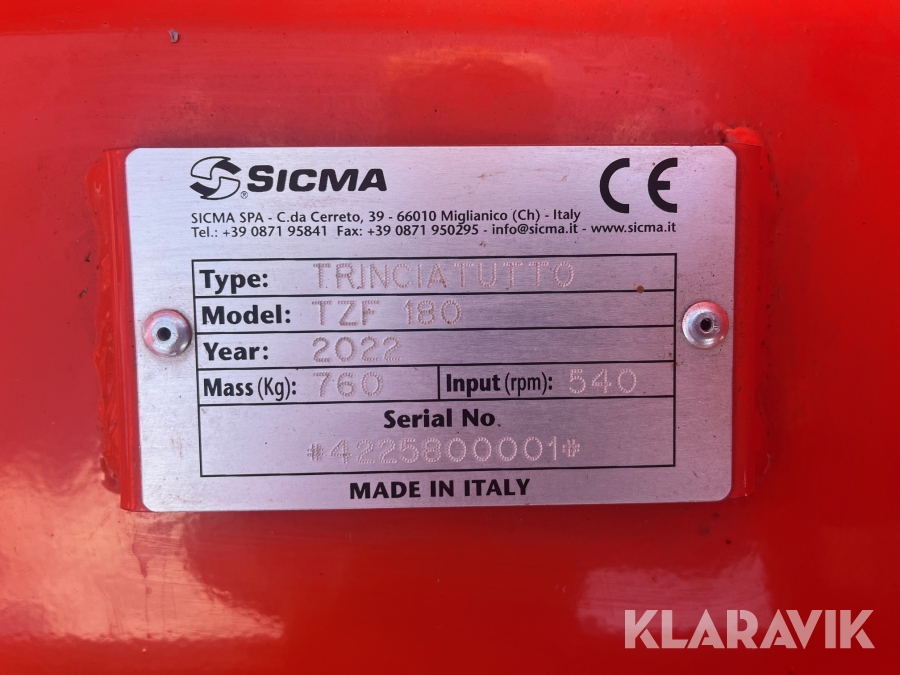 SICMA
®
CE
SICMA SPA - C.da Cerreto, 39 - 66010 Miglianico (Ch) - Italy
Tel.: +39 0871 95841 Fax: +39 0871 950295 - info@sicma.it - www.sicma.it
Type: TRINCIATUTTO
Model: TZF 180
Year: 2022
Mass (Kg): 760 Input (rpm): 540
Serial No.
*4225800001*
MADE IN ITALY
KLARAVIK